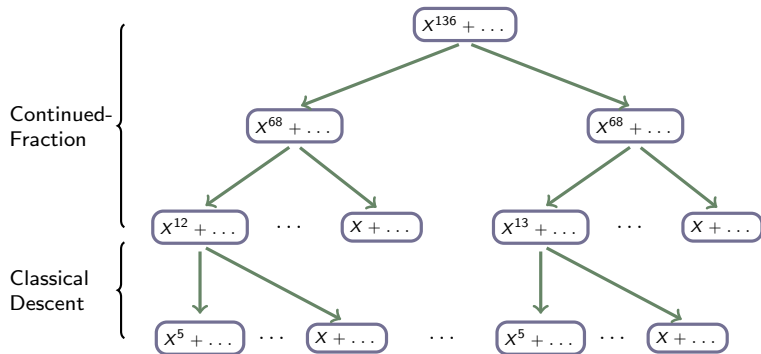 X^136 + ...
Continued-
Fraction
X^68 + ... X^68 + ...
X^12 + ... ... X + ... X^13 + ... ... X + ...
Classical
Descent
X^5 + ... ... X + ... ... X^5 + ... ... X + ...